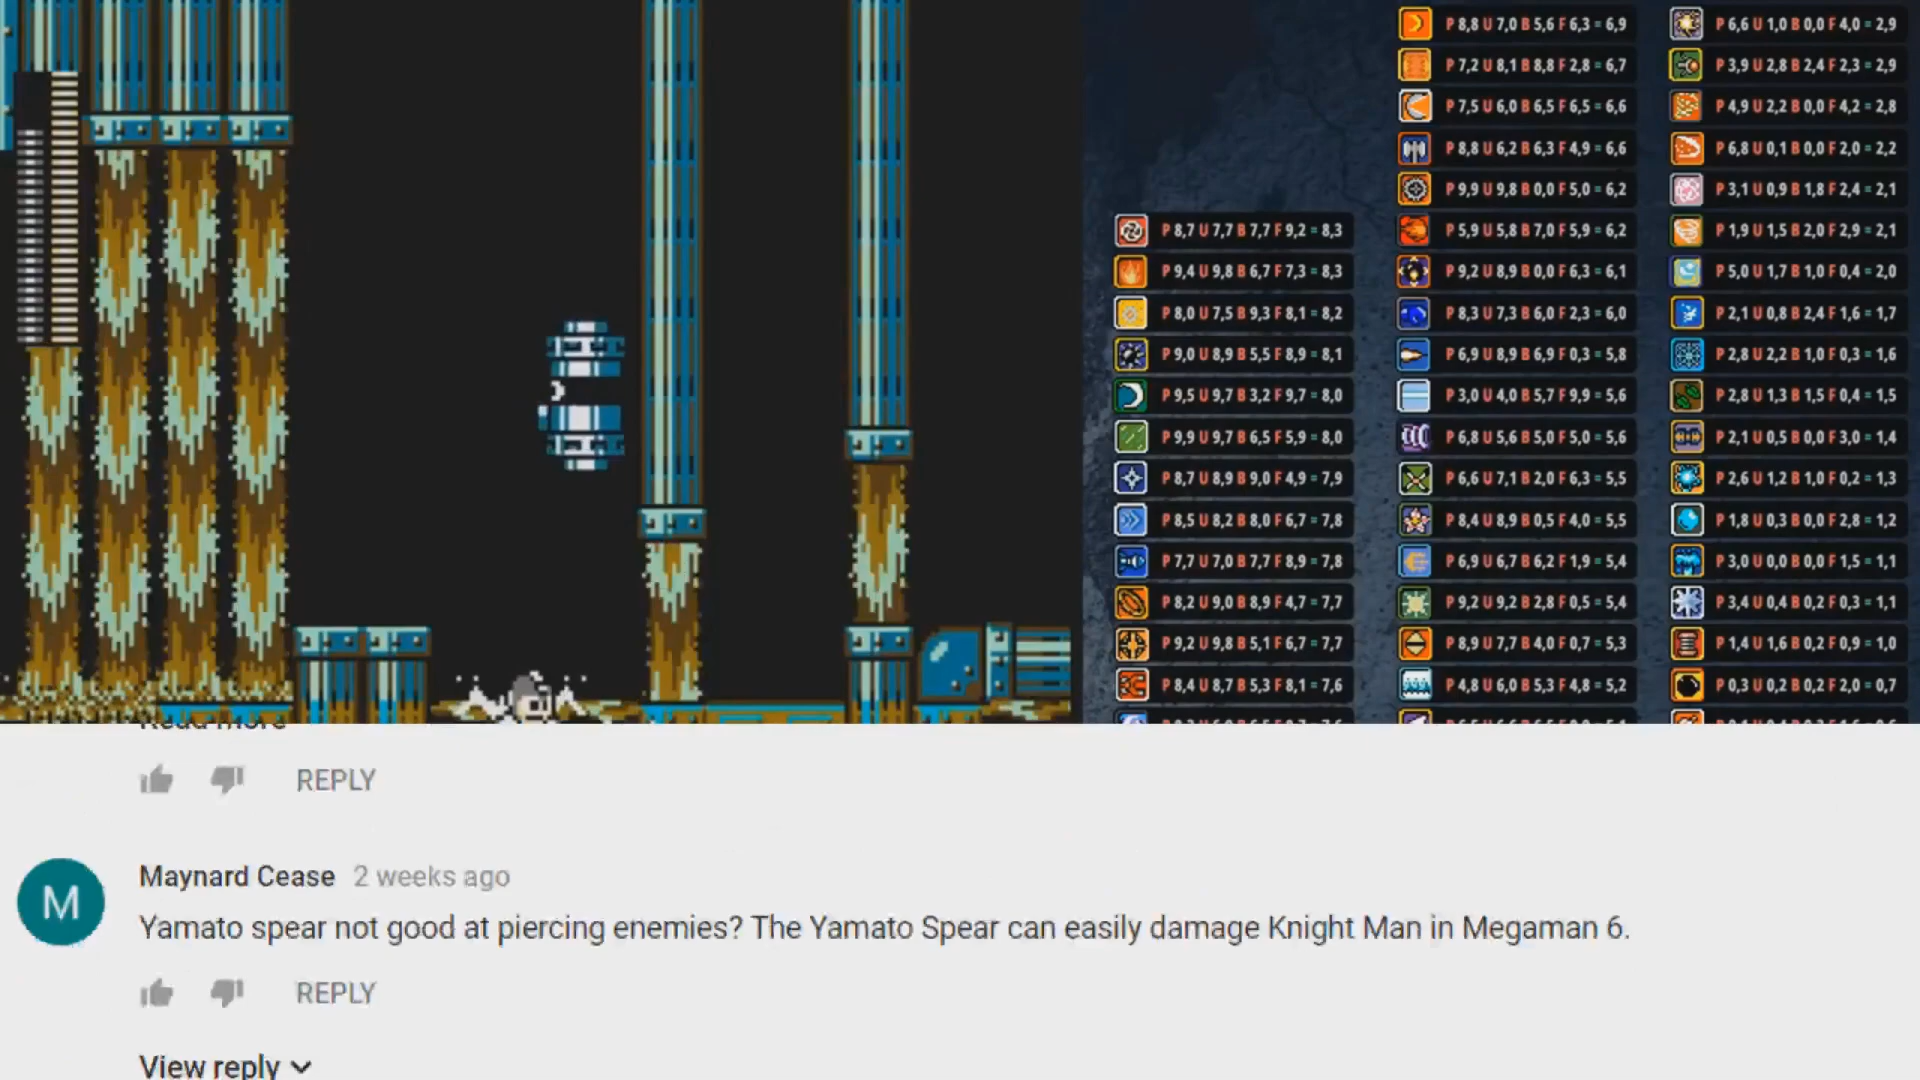 P 8,8 U 7,0 B 5,6 F 6,3 = 6,9
P 7,2 U 8,1 B 8,8 F 2,8 = 6,7
P 7,5 U 6,0 B 6,5 F 6,5 = 6,6
P 8,8 U 6,2 B 6,3 F 4,9 = 6,6
P 9,9 U 9,8 B 0,0 F 5,0 = 6,2
P 5,9 U 5,8 B 7,0 F 5,9 = 6,2
P 9,2 U 8,9 B 0,0 F 6,3 = 6,1
P 8,3 U 7,3 B 6,0 F 2,3 = 6,0
P 6,9 U 8,9 B 6,9 F 0,3 = 5,8
P 3,0 U 4,0 B 5,7 F 9,9 = 5,6
P 6,8 U 5,6 B 5,0 F 5,0 = 5,6
P 6,6 U 7,1 B 2,0 F 6,3 = 5,5
P 8,4 U 8,9 B 0,5 F 4,0 = 5,5
P 6,9 U 6,7 B 6,2 F 1,9 = 5,4
P 9,2 U 9,2 B 2,8 F 0,5 = 5,4
P 8,9 U 7,7 B 4,0 F 0,7 = 5,3
P 4,8 U 6,0 B 5,3 F 4,8 = 5,2
P 6,6 U 1,0 B 0,0 F 4,0 = 2,9
P 3,9 U 2,8 B 2,4 F 2,3 = 2,9
P 4,9 U 2,2 B 0,0 F 4,2 = 2,8
P 6,8 U 0,1 B 0,0 F 2,0 = 2,2
P 3,1 U 0,9 B 1,8 F 2,4 = 2,1
P 1,9 U 1,5 B 2,0 F 2,9 = 2,1
P 5,0 U 1,7 B 1,0 F 0,4 = 2,0
P 2,1 U 0,8 B 2,4 F 1,6 = 1,7
P 2,8 U 2,2 B 1,0 F 0,3 = 1,6
P 2,8 U 1,3 B 1,5 F 0,4 = 1,5
P 2,1 U 0,5 B 0,0 F 3,0 = 1,4
P 2,6 U 1,2 B 1,0 F 0,2 = 1,3
P 1,8 U 0,3 B 0,0 F 2,8 = 1,2
P 3,0 U 0,0 B 0,0 F 1,5 = 1,1
P 3,4 U 0,4 B 0,2 F 0,3 = 1,1
P 1,4 U 1,6 B 0,2 F 0,9 = 1,0
P 0,3 U 0,2 B 0,2 F 2,0 = 0,7
P 8,7 U 7,7 B 7,7 F 9,2 = 8,3
P 9,4 U 9,8 B 6,7 F 7,3 = 8,3
P 8,0 U 7,5 B 9,3 F 8,1 = 8,2
P 9,0 U 8,9 B 5,5 F 8,9 = 8,1
P 9,5 U 9,7 B 3,2 F 9,7 = 8,0
P 9,9 U 9,7 B 6,5 F 5,9 = 8,0
P 8,7 U 8,9 B 9,0 F 4,9 = 7,9
P 8,5 U 8,2 B 8,0 F 6,7 = 7,8
P 7,7 U 7,0 B 7,7 F 8,9 = 7,8
P 8,2 U 9,0 B 8,9 F 4,7 = 7,7
P 9,2 U 9,8 B 5,1 F 6,7 = 7,7
P 8,4 U 8,7 B 5,3 F 8,1 = 7,6
Read more
REPLY
M
Maynard Cease 2 weeks ago
Yamato spear not good at piercing enemies? The Yamato Spear can easily damage Knight Man in Megaman 6.
REPLY
View reply